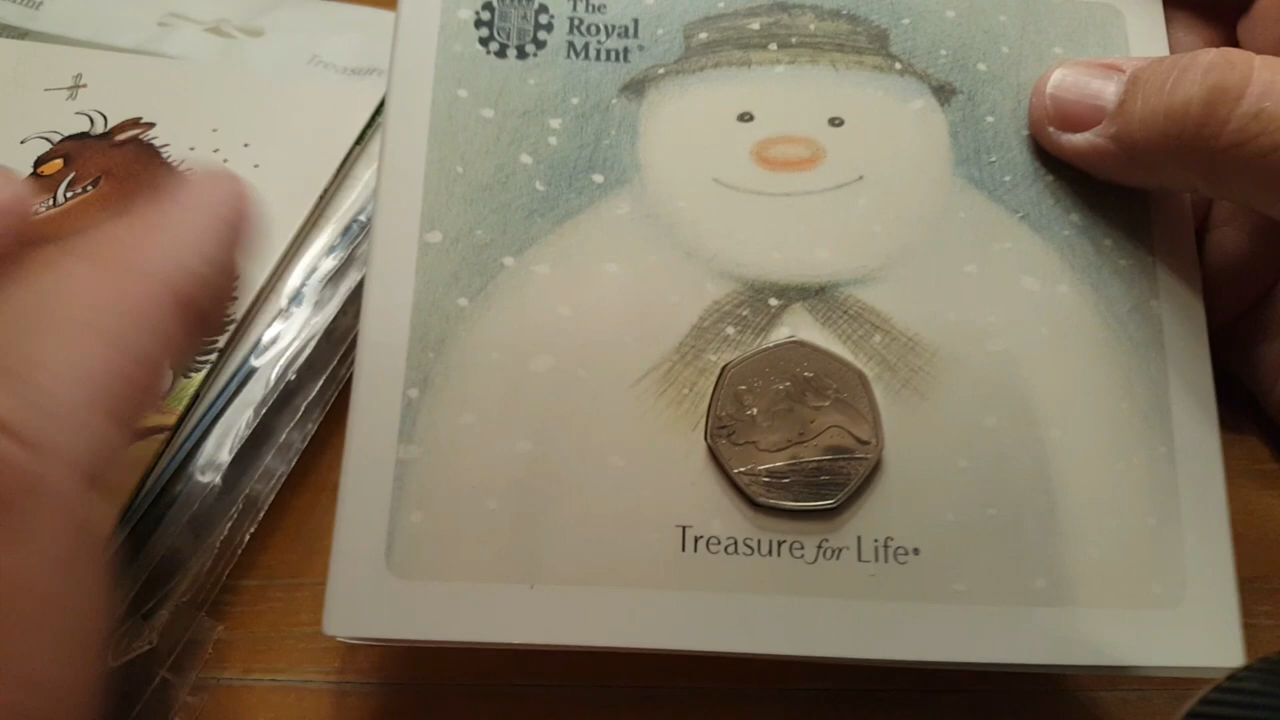 The
Royal
Mint®
Treasure
Treasure for Life®